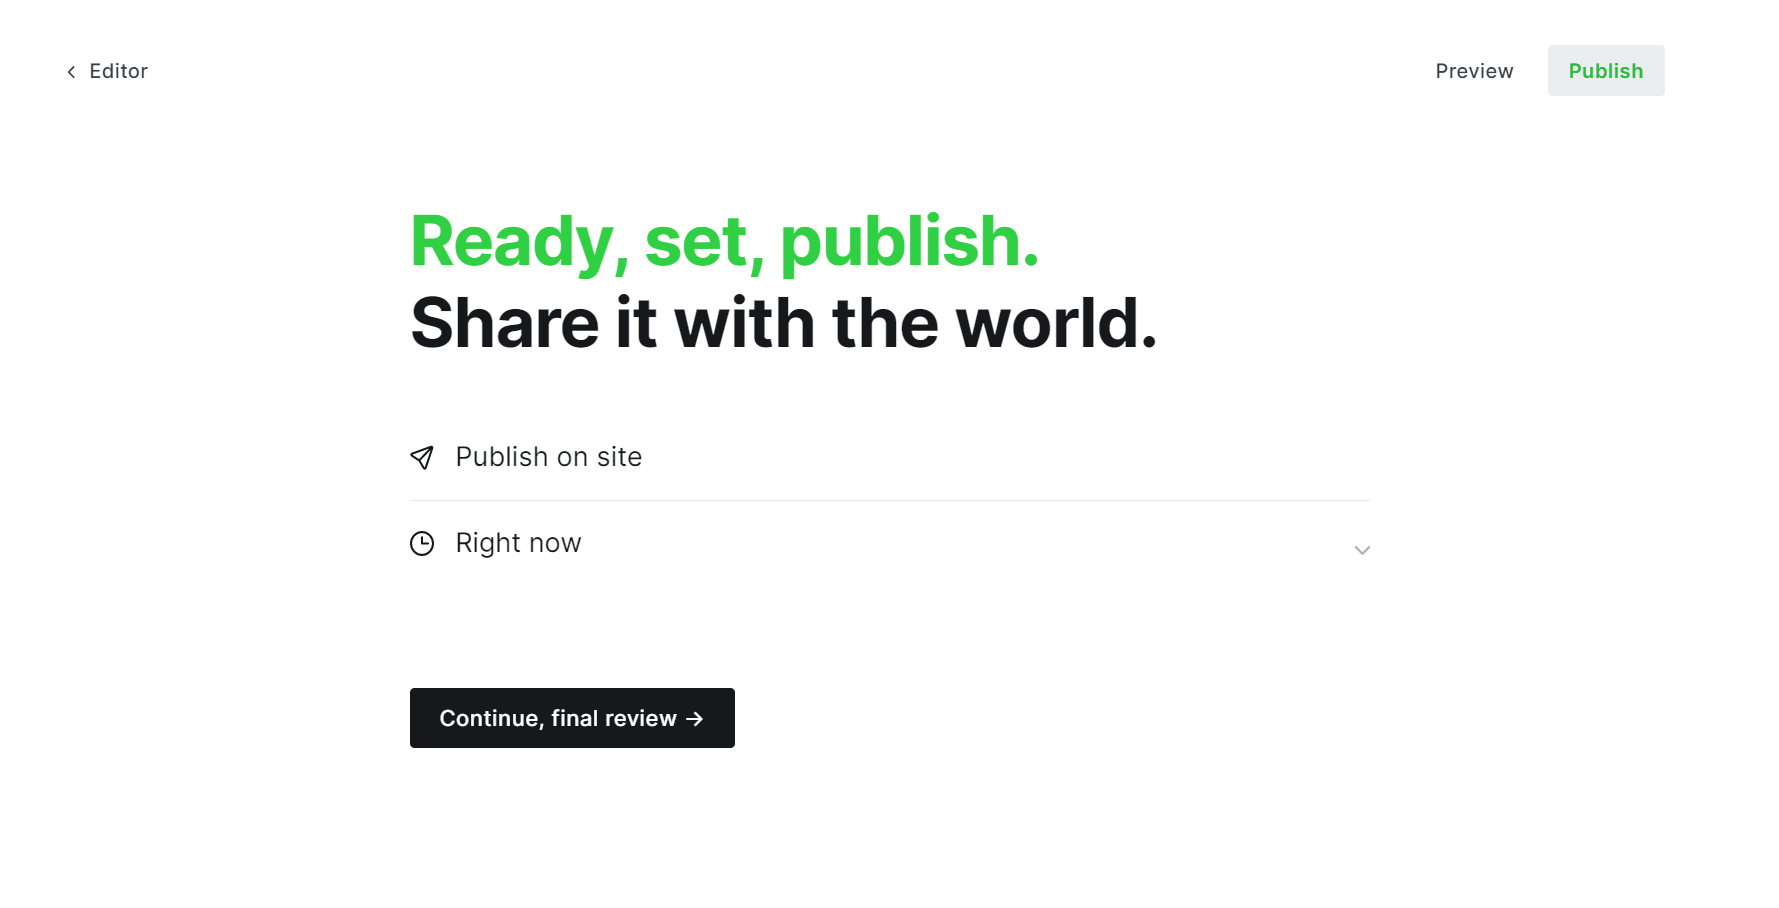 Editor
Preview
Publish
Ready, set, publish.
Share it with the world.
Publish on site
Right now
Continue, final review →